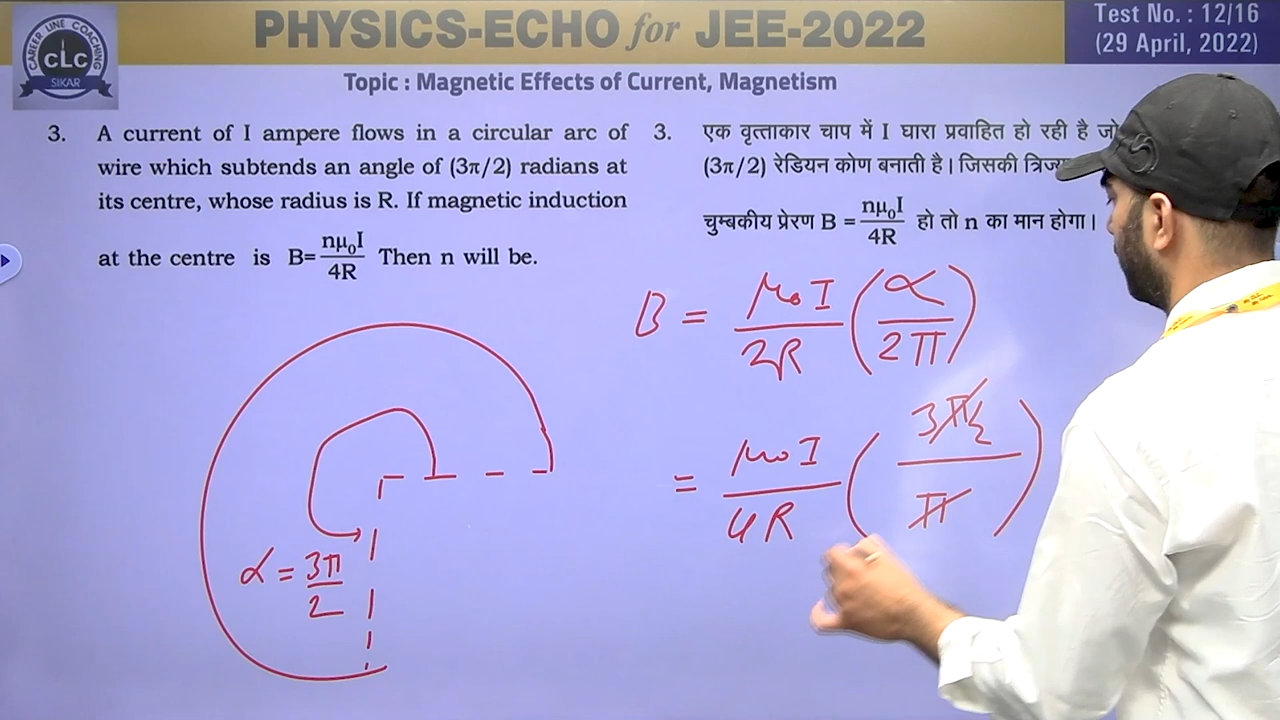 CAREER LINE COACHING
CLC
SIKAR
PHYSICS-ECHO for JEE-2022
Test No. : 12/16
(29 April, 2022)
Topic : Magnetic Effects of Current, Magnetism
3. A current of I ampere flows in a circular arc of
wire which subtends an angle of (3π/2) radians at
its centre, whose radius is R. If magnetic induction
at the centre is B=nμ₀I/4R Then n will be.
3. एक वृत्ताकार चाप में I धारा प्रवाहित हो रही है जो
(3π/2) रेडियन कोण बनाती है। जिसकी
चुम्बकीय प्रेरण B = nμ₀I/4R हो तो n का मान होगा।
B = μ₀I/2R (α/2π)
= μ₀I/4R (3π/2/π)
α = 3π/2